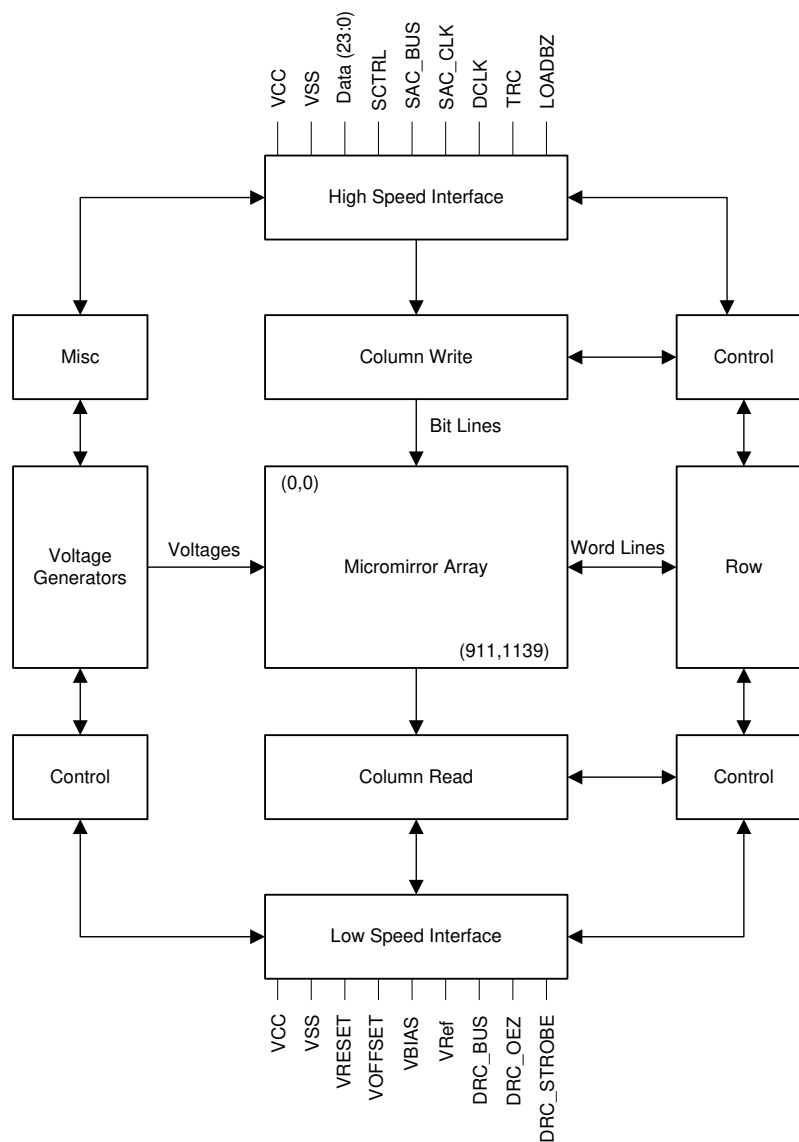 VCC
VSS
Data (23:0)
SCTRL
SAC_BUS
SAC_CLK
DCLK
TRC
LOADBZ
High Speed Interface
Misc
Column Write
Control
Bit Lines
(0,0)
Voltage
Generators
Voltages
Micromirror Array
Word Lines
Row
(911,1139)
Control
Column Read
Control
Low Speed Interface
VCC
VSS
VRESET
VOFFSET
VBIAS
VRef
DRC_BUS
DRC_OEZ
DRC_STROBE